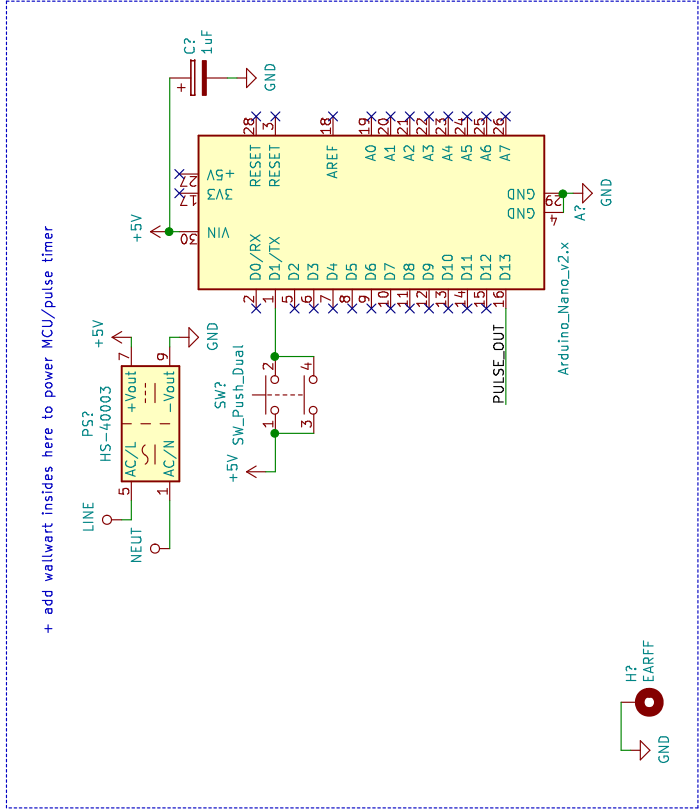 C?
1uF
+
GND
28
3
18
19
20
21
22
23
24
25
26
RESET
RESET
AREF
A0
A1
A2
A3
A4
A5
A6
A7
+5V
27
3V3
17
VIN
30
+5V
GND
29
GND
4
GND
A?
Arduino_Nano_v2.x
D0/RX
D1/TX
D2
D3
D4
D5
D6
D7
D8
D9
D10
D11
D12
D13
2
1
5
6
7
8
9
10
11
12
13
14
15
16
PULSE_OUT
SW?
SW_Push_Dual
2
4
1
3
+5V
+5V
GND
7
9
+Vout
-Vout
PS?
HS-40003
AC/L
AC/N
5
1
LINE
NEUT
+ add wallwart insides here to power MCU/pulse timer
H?
EARFF
GND